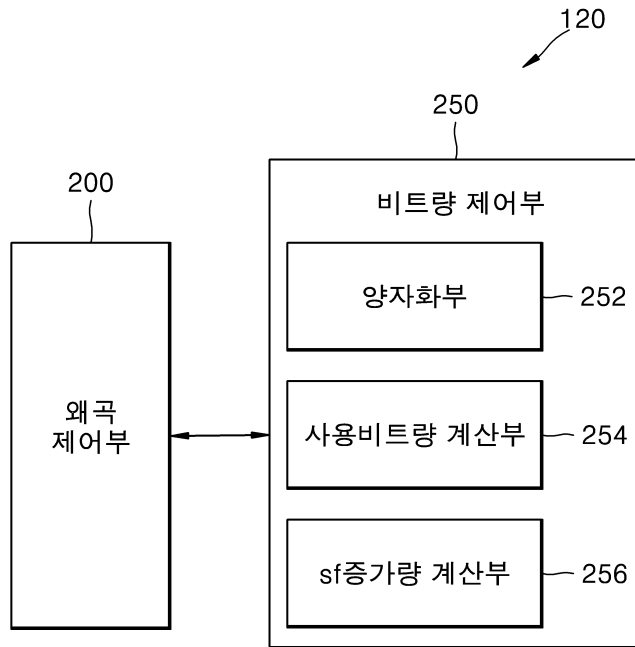 120
250
200
비트량 제어부
양자화부
252
왜곡
제어부
사용비트량 계산부
254
sf증가량 계산부
256